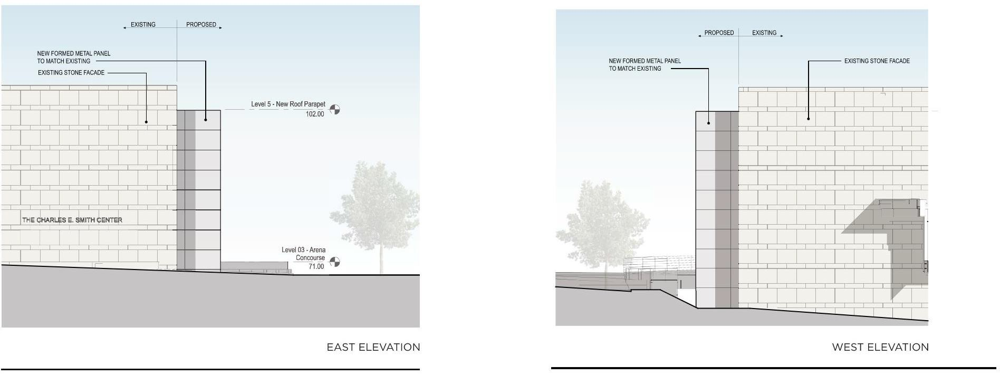 EXISTING
PROPOSED
NEW FORMED METAL PANEL
TO MATCH EXISTING
EXISTING STONE FACADE
Level 5 - New Roof Parapet
102.00
THE CHARLES E. SMITH CENTER
Level 03 - Arena
Concourse
71.00
EAST ELEVATION
PROPOSED
EXISTING
NEW FORMED METAL PANEL
TO MATCH EXISTING
EXISTING STONE FACADE
WEST ELEVATION